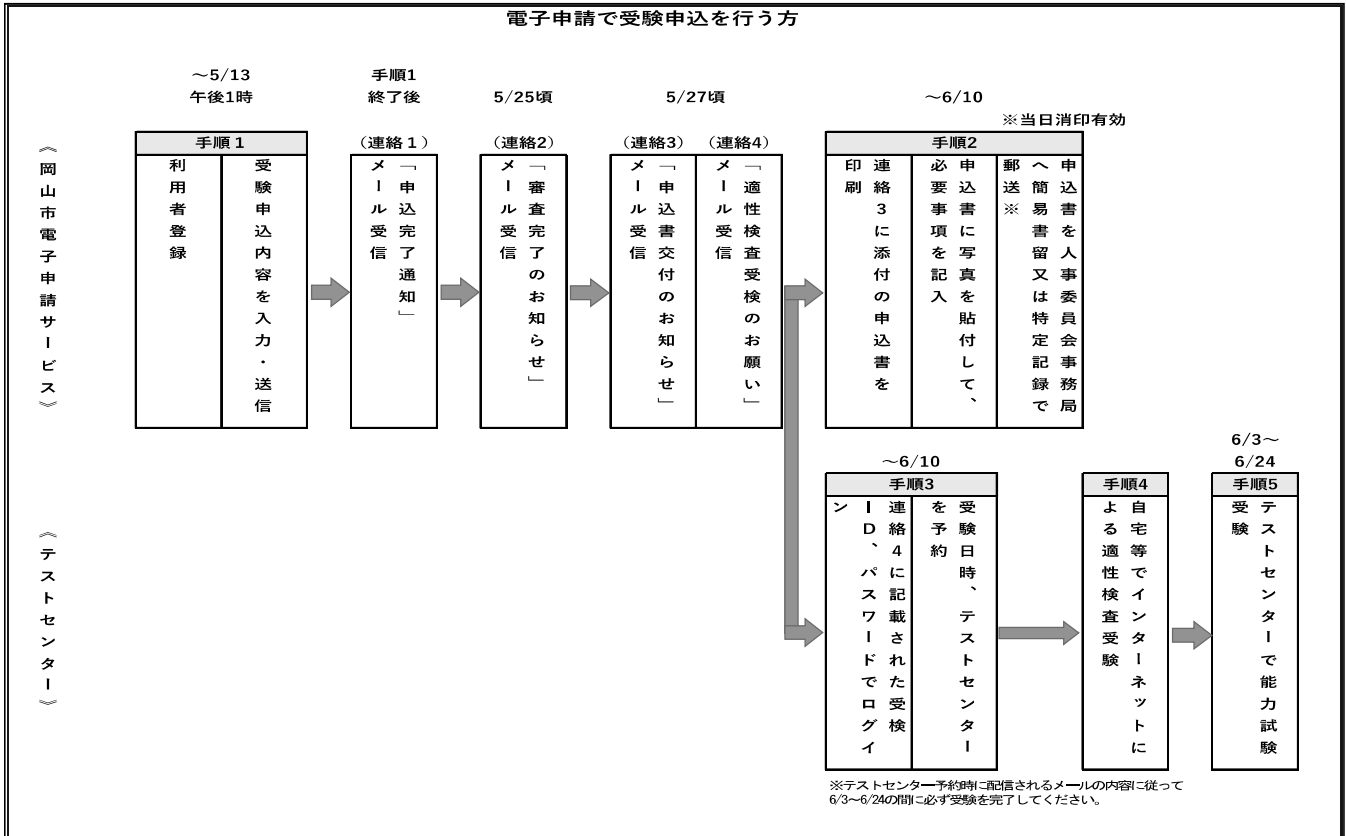 電子申請で受験申込を行う方
～5/13
午後1時
手順1
終了後
5/25頃
5/27頃
～6/10
※当日消印有効
《岡山市電子申請サービス》
手順1
利用者登録
受験申込内容を入力・送信
（連絡1）
「申込完了通知」
メール受信
（連絡2）
「審査完了のお知らせ」
メール受信
（連絡3）
「申込書交付のお知らせ」
メール受信
（連絡4）
「適性検査受検のお願い」
メール受信
手順2
連絡3に添付の申込書を
印刷
申込書に写真を貼付して、
必要事項を記入
申込書を人事委員会事務局
へ簡易書留又は特定記録で
郵送※
《テストセンター》
～6/10
手順3
連絡4に記載された受検
ID、パスワードでログイ
ン
受験日時、テストセンター
を予約
手順4
自宅等でインターネットに
よる適性検査受験
6/3～
6/24
手順5
テストセンターで能力試験
受験
※テストセンター予約時に配信されるメールの内容に従って
6/3～6/24の間に必ず受験を完了してください。